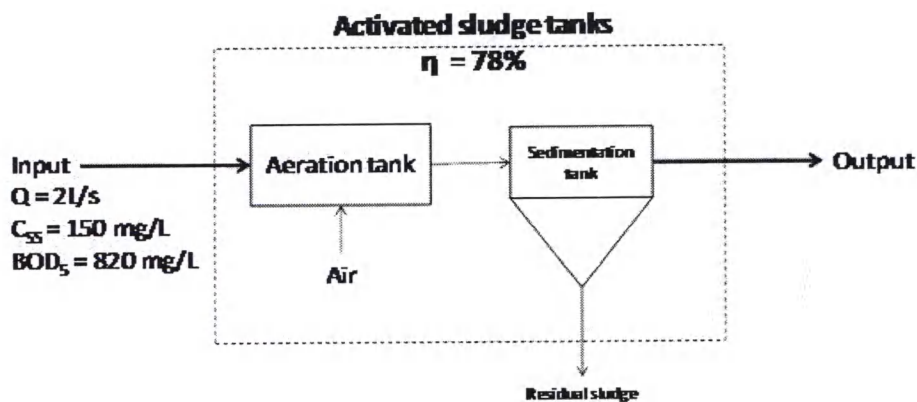 Activated sludge tanks
η = 78%
Input
Q = 2l/s
C_SS = 150 mg/L
BOD_5 = 820 mg/L
Aeration tank
Air
Sedimentation
tank
Output
Residual sludge